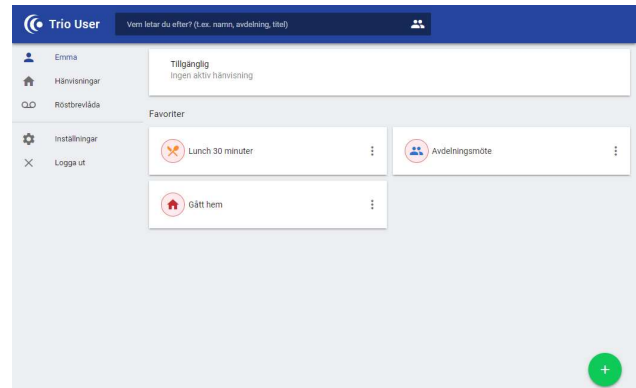 Trio User
Vem letar du efter? (t.ex. namn, avdelning, titel)
Emma
Hänvisningar
Röstbrevlåda
Inställningar
Logga ut
Tillgänglig
Ingen aktiv hänvisning
Favoriter
Lunch 30 minuter
Avdelningsmöte
Gått hem